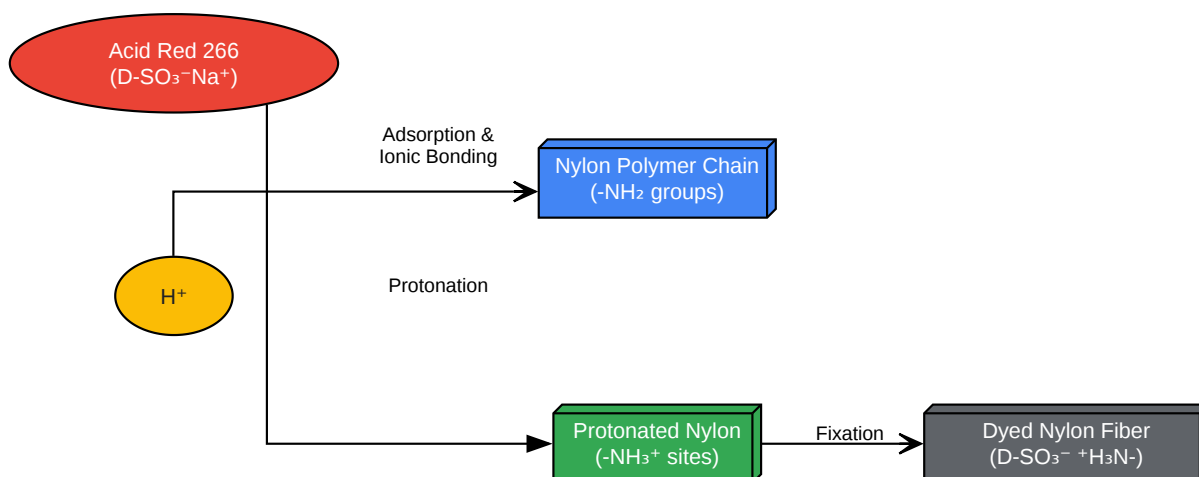 Acid Red 266
(D-SO₃⁻Na⁺)
Adsorption &
Ionic Bonding
Nylon Polymer Chain
(-NH₂ groups)
H⁺
Protonation
Protonated Nylon
(-NH₃⁺ sites)
Fixation
Dyed Nylon Fiber
(D-SO₃⁻ ⁺H₃N-)